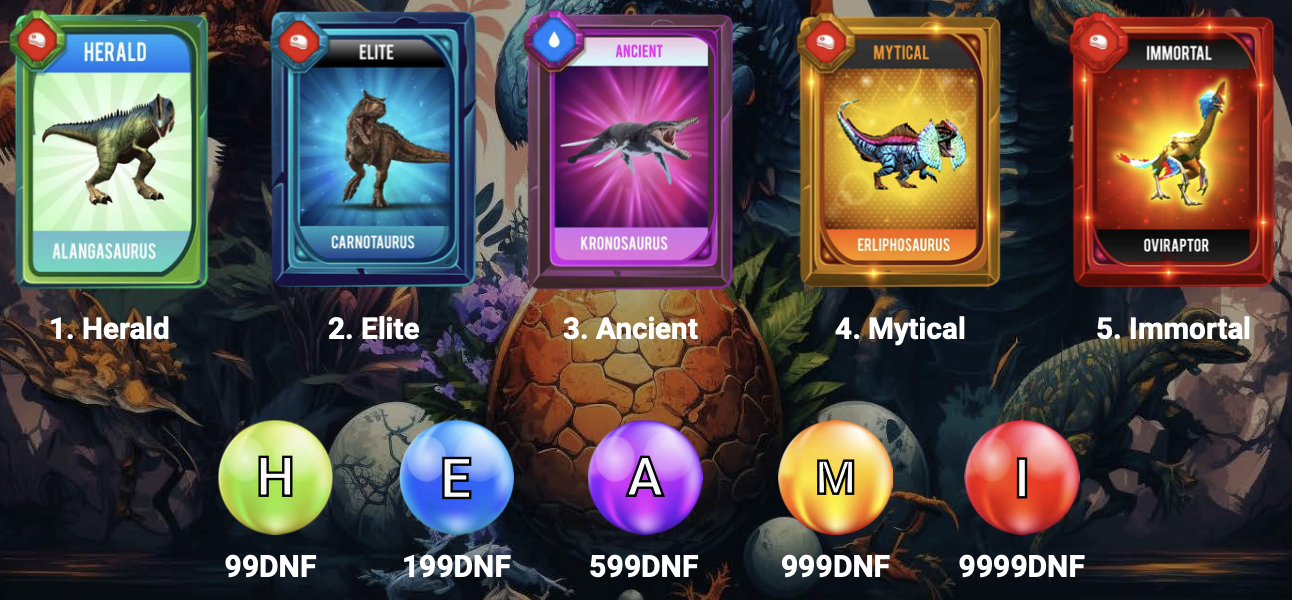 HERALD
ALANGASAURUS
ELITE
CARNOTAURUS
ANCIENT
KRONOSAURUS
MYTICAL
ERLIPHOSAURUS
IMMORTAL
OVIRAPTOR
1. Herald 2. Elite 3. Ancient 4. Mytical 5. Immortal
H E A M I
99DNF 199DNF 599DNF 999DNF 9999DNF